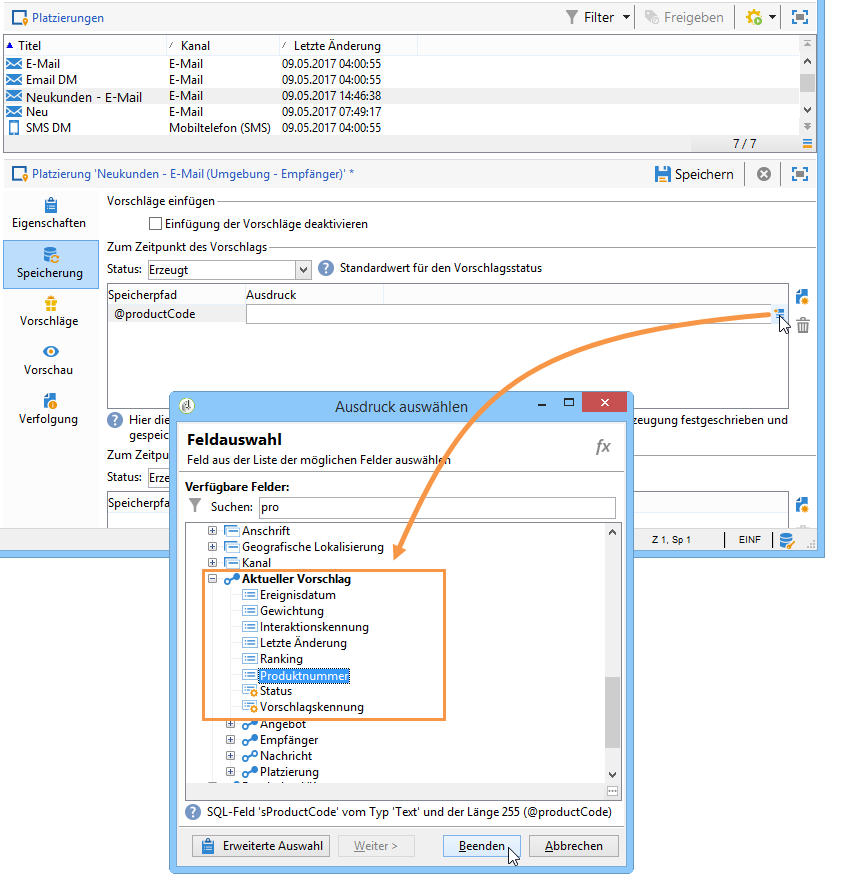 Platzierungen
Filter
Freigeben
Titel
Kanal
Letzte Änderung
E-Mail
E-Mail
09.05.2017 04:00:55
Email DM
E-Mail
09.05.2017 04:00:55
Neukunden - E-Mail
E-Mail
09.05.2017 14:46:38
Neu
E-Mail
09.05.2017 07:49:17
SMS DM
Mobiltelefon (SMS)
09.05.2017 04:00:55
7 / 7
Platzierung 'Neukunden - E-Mail (Umgebung - Empfänger)' *
Speichern
Eigenschaften
Speicherung
Vorschläge
Vorschau
Verfolgung
Vorschläge einfügen
Einfügung der Vorschläge deaktivieren
Zum Zeitpunkt des Vorschlags
Status:
Erzeugt
Standardwert für den Vorschlagsstatus
Speicherpfad
Ausdruck
@productCode
Hier die
zeugung festgeschrieben und
gespeic
Zum Zeitpu
Status:
Erze
Speicherpfa
Z 1, Sp 1
EINF
Ausdruck auswählen
Feldauswahl
Feld aus der Liste der möglichen Felder auswählen
fx
Verfügbare Felder:
Suchen:
pro
Anschrift
Geografische Lokalisierung
Kanal
Aktueller Vorschlag
Ereignisdatum
Gewichtung
Interaktionskennung
Letzte Änderung
Ranking
Produktnummer
Status
Vorschlagskennung
Angebot
Empfänger
Nachricht
Platzierung
SQL-Feld 'sProductCode' vom Typ 'Text' und der Länge 255 (@productCode)
Erweiterte Auswahl
Weiter >
Beenden
Abbrechen